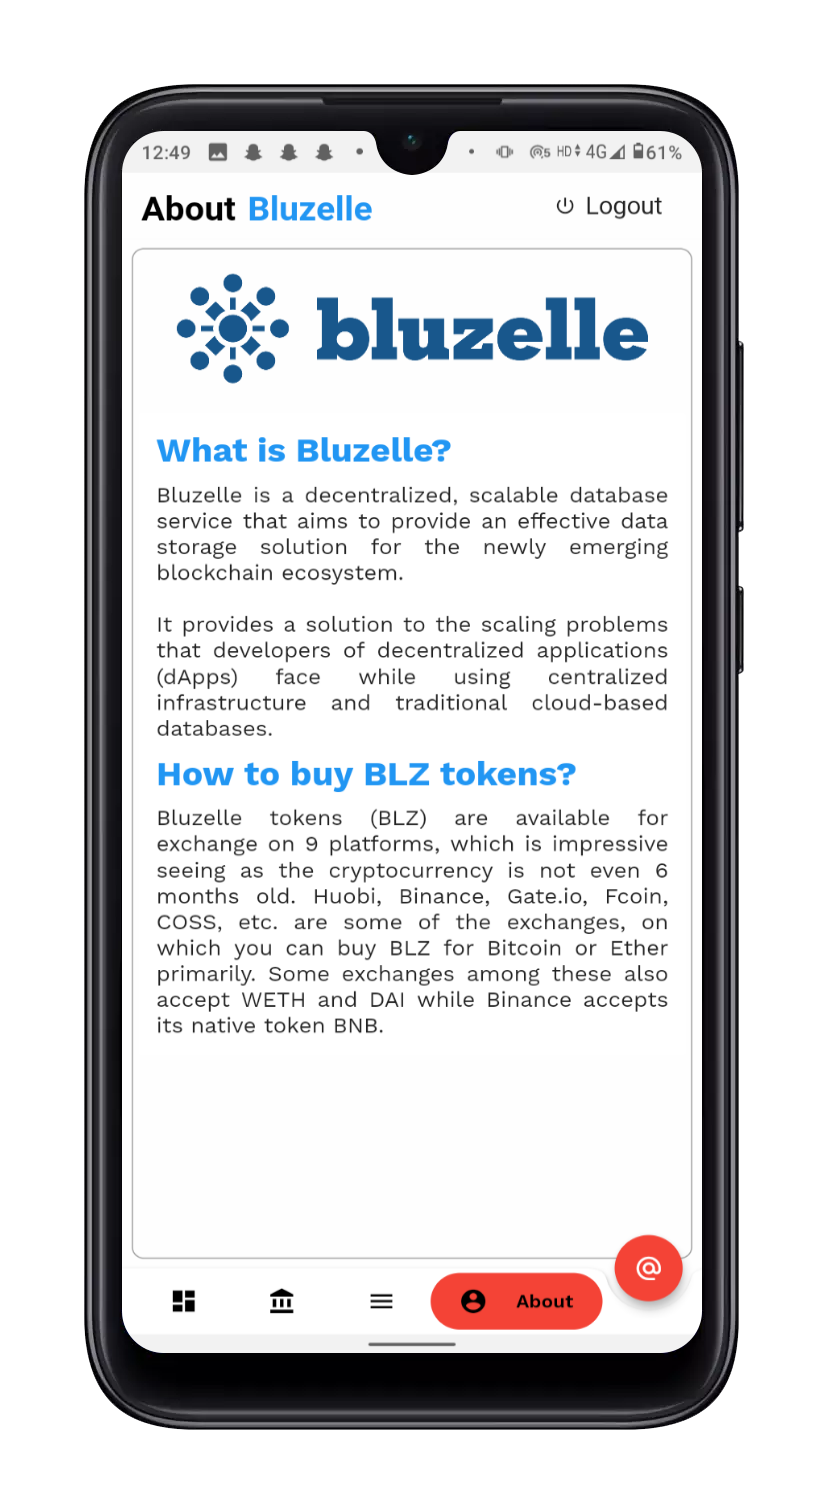 12:49 HD 4G 61%
About Bluzelle
Logout
bluzelle
What is Bluzelle?
Bluzelle is a decentralized, scalable database
service that aims to provide an effective data
storage solution for the newly emerging
blockchain ecosystem.
It provides a solution to the scaling problems
that developers of decentralized applications
(dApps) face while using centralized
infrastructure and traditional cloud-based
databases.
How to buy BLZ tokens?
Bluzelle tokens (BLZ) are available for
exchange on 9 platforms, which is impressive
seeing as the cryptocurrency is not even 6
months old. Huobi, Binance, Gate.io, Fcoin,
COSS, etc. are some of the exchanges, on
which you can buy BLZ for Bitcoin or Ether
primarily. Some exchanges among these also
accept WETH and DAI while Binance accepts
its native token BNB.
@
About